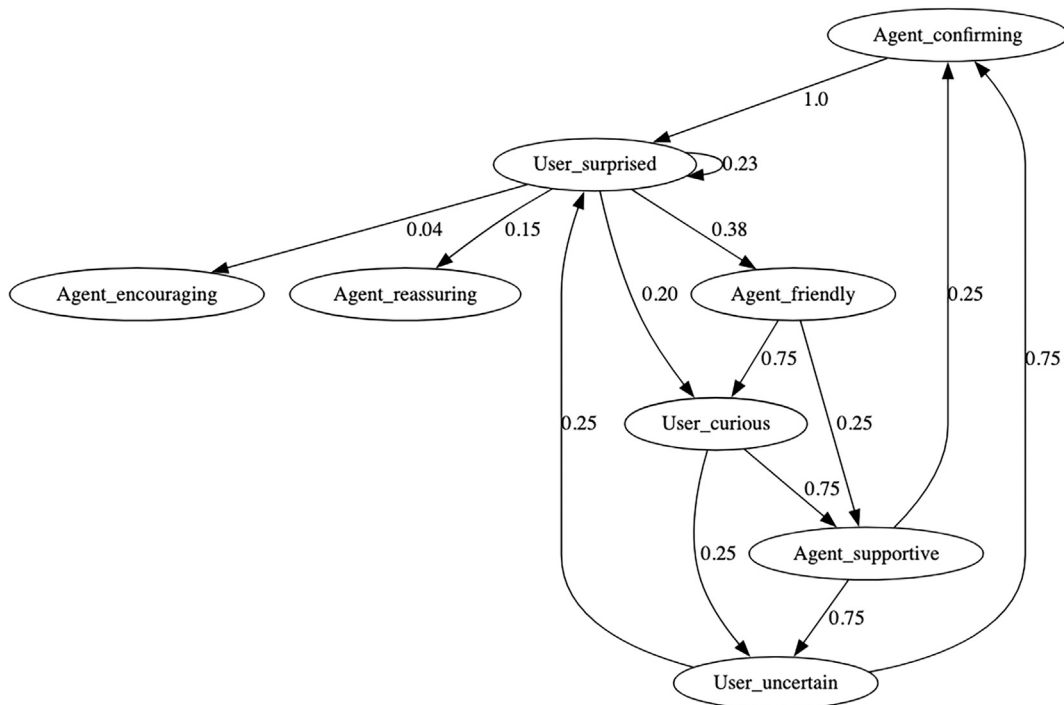 Agent_confirming
1.0
User_surprised
0.23
0.04
0.15
0.38
Agent_encouraging
Agent_reassuring
0.20
Agent_friendly
0.25
0.75
0.75
User_curious
0.25
0.25
0.75
Agent_supportive
0.25
0.75
User_uncertain